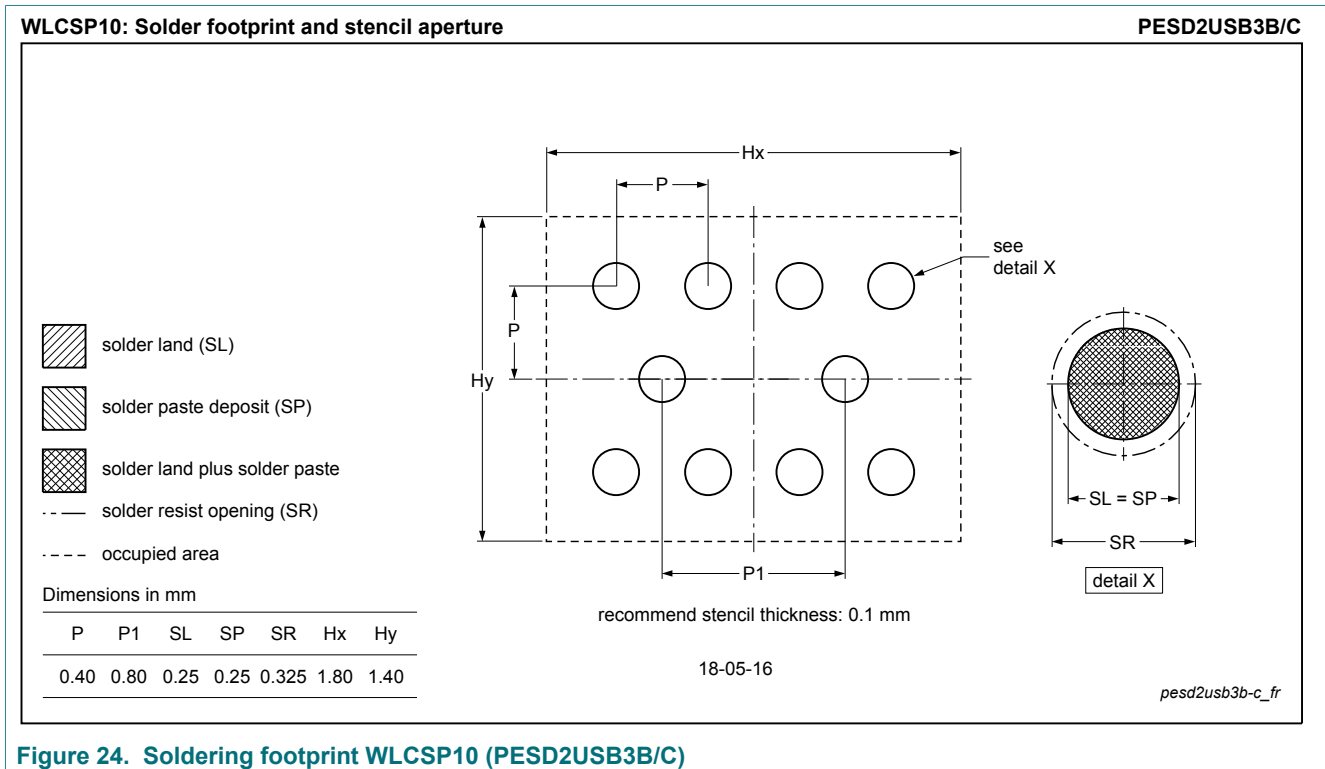 WLCSP10: Solder footprint and stencil aperture PESD2USB3B/C
Hx
P
see
detail X
P
Hy
solder land (SL)
solder paste deposit (SP)
solder land plus solder paste
solder resist opening (SR)
occupied area
SL = SP
SR
detail X
P1
Dimensions in mm
recommend stencil thickness: 0.1 mm
P P1 SL SP SR Hx Hy
0.40 0.80 0.25 0.25 0.325 1.80 1.40
18-05-16
pesd2usb3b-c_fr
Figure 24. Soldering footprint WLCSP10 (PESD2USB3B/C)